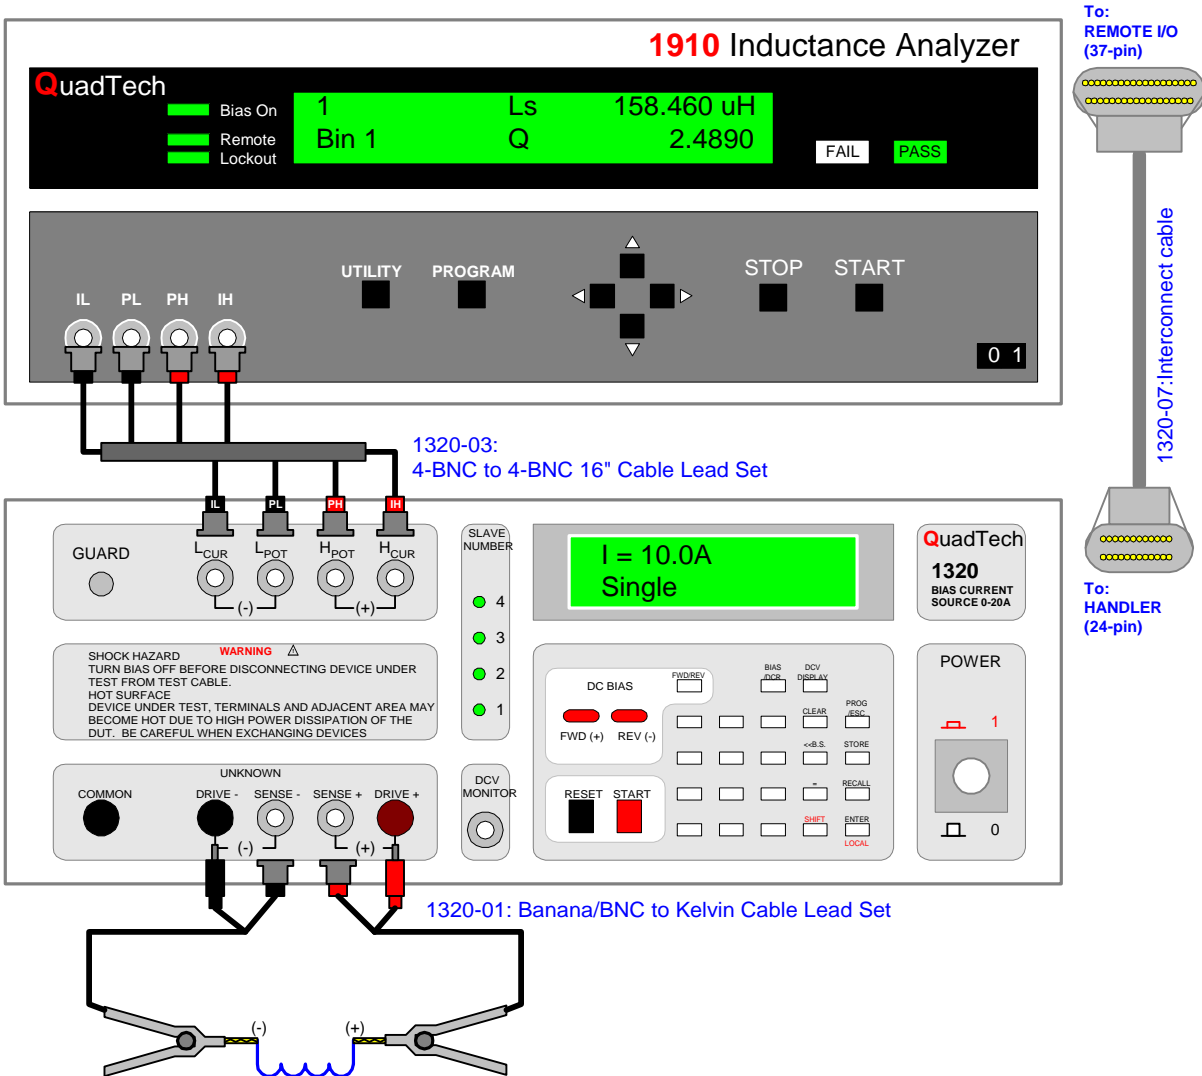 To:
REMOTE I/O
(37-pin)
1910 Inductance Analyzer
QuadTech
Bias On
Remote
Lockout
1 Ls 158.460 uH
Bin 1 Q 2.4890
FAIL PASS
UTILITY PROGRAM
STOP START
IL PL PH IH
0 1
1320-07:Interconnect cable
1320-03:
4-BNC to 4-BNC 16" Cable Lead Set
IL PL PH IH
GUARD
LCUR LPOT HPOT HCUR
(-) (+)
SLAVE
NUMBER
4
3
2
1
I = 10.0A
Single
QuadTech
1320
BIAS CURRENT
SOURCE 0-20A
To:
HANDLER
(24-pin)
WARNING
SHOCK HAZARD
TURN BIAS OFF BEFORE DISCONNECTING DEVICE UNDER
TEST FROM TEST CABLE.
HOT SURFACE
DEVICE UNDER TEST, TERMINALS AND ADJACENT AREA MAY
BECOME HOT DUE TO HIGH POWER DISSIPATION OF THE
DUT. BE CAREFUL WHEN EXCHANGING DEVICES
DC BIAS
FWD (+) REV (-)
FWD/REV
BIAS
/DCR
DCV
DISPLAY
CLEAR
PROG
/ESC
<<B.S.
STORE
=
RECALL
SHIFT
ENTER
LOCAL
RESET START
POWER
1
0
UNKNOWN
COMMON
DRIVE - SENSE - SENSE + DRIVE +
(-) (+)
DCV
MONITOR
1320-01: Banana/BNC to Kelvin Cable Lead Set
(-) (+)